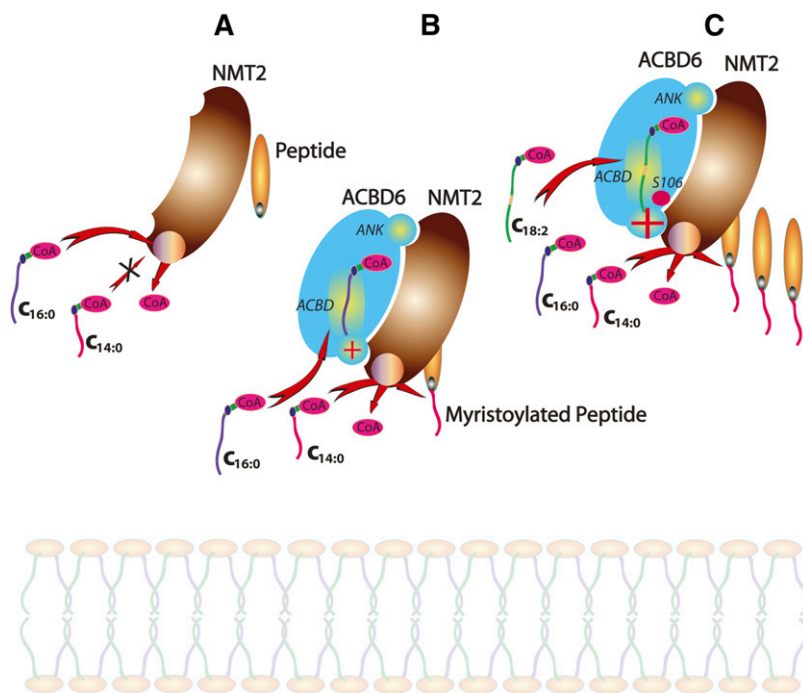 A
NMT2
Peptide
CoA
C16:0
CoA
C14:0
CoA
B
ACBD6
NMT2
ANK
CoA
ACBD
+
CoA
C16:0
CoA
C14:0
CoA
Myristoylated Peptide
C
ACBD6
NMT2
ANK
CoA
CoA
ACBD
S106
+
C18:2
CoA
C16:0
CoA
C14:0
CoA